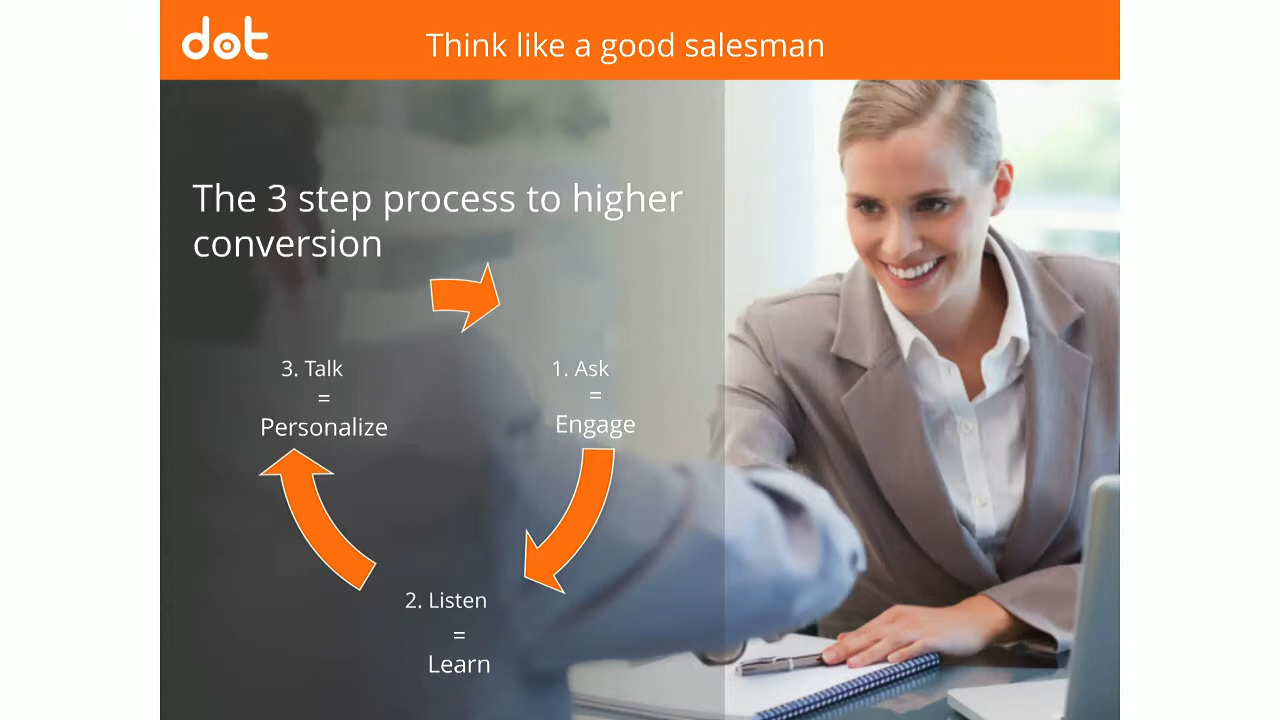 dot
Think like a good salesman
The 3 step process to higher
conversion
1. Ask
=
Engage
2. Listen
=
Learn
3. Talk
=
Personalize